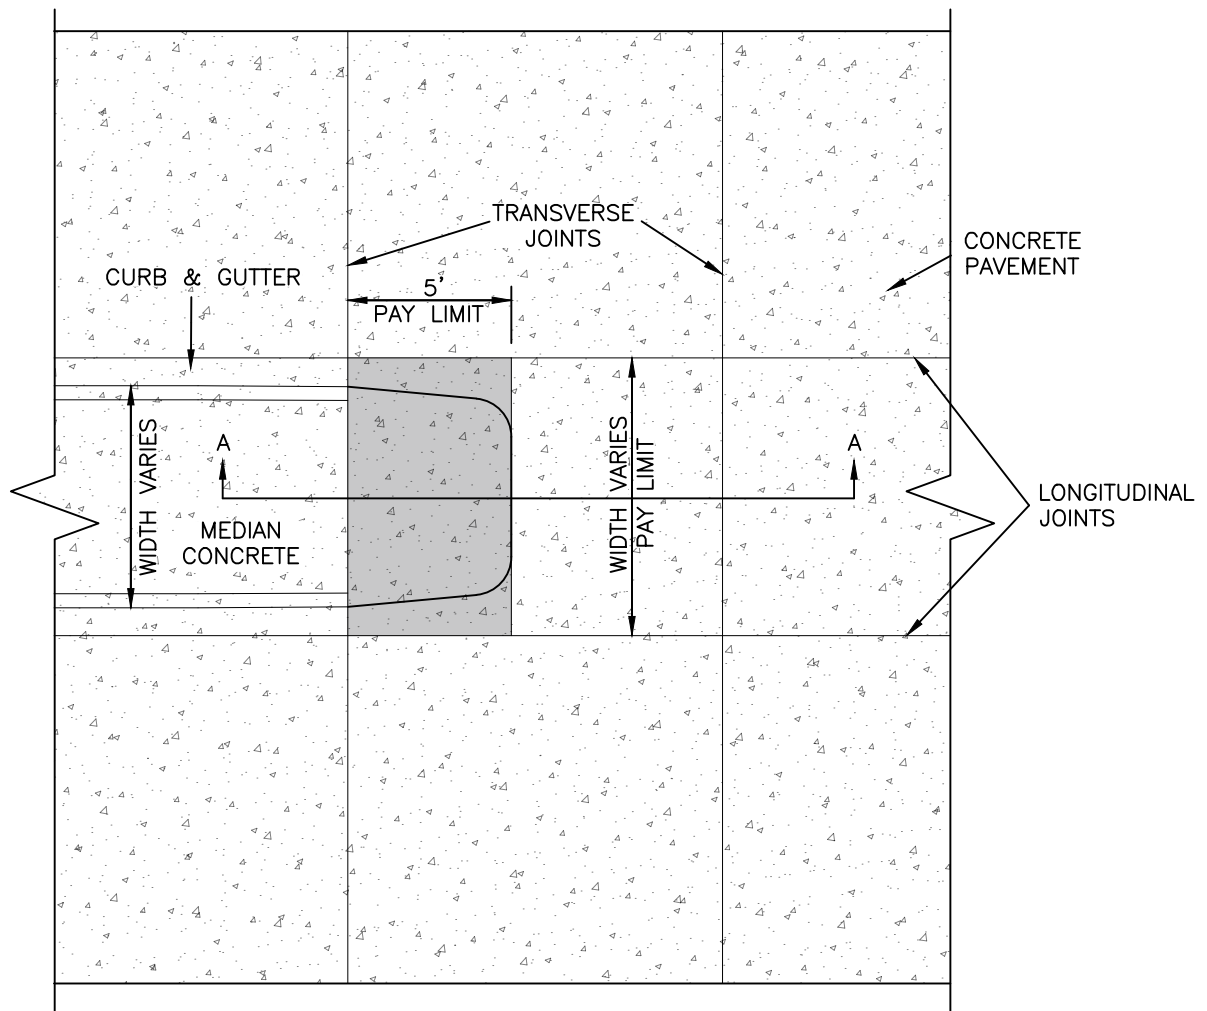 TRANSVERSE
JOINTS
CONCRETE
PAVEMENT
CURB & GUTTER
5'
PAY LIMIT
WIDTH VARIES
A
MEDIAN
CONCRETE
WIDTH VARIES
PAY LIMIT
A
LONGITUDINAL
JOINTS